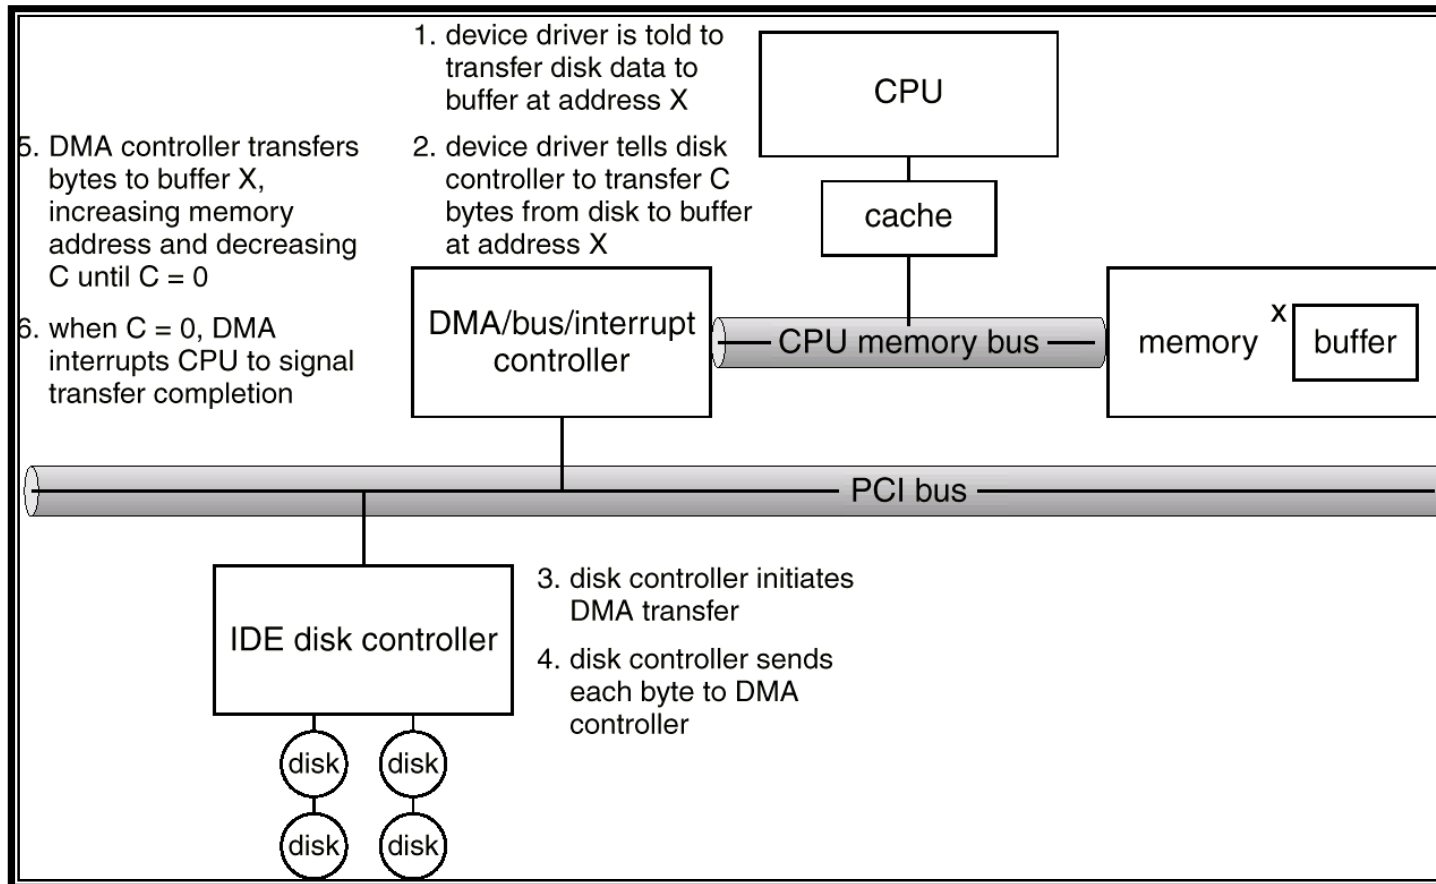 1. device driver is told to
transfer disk data to
buffer at address X
2. device driver tells disk
controller to transfer C
bytes from disk to buffer
at address X
5. DMA controller transfers
bytes to buffer X,
increasing memory
address and decreasing
C until C = 0
6. when C = 0, DMA
interrupts CPU to signal
transfer completion
CPU
cache
DMA/bus/interrupt
controller
CPU memory bus
memory
x
buffer
PCI bus
IDE disk controller
3. disk controller initiates
DMA transfer
4. disk controller sends
each byte to DMA
controller
disk
disk
disk
disk